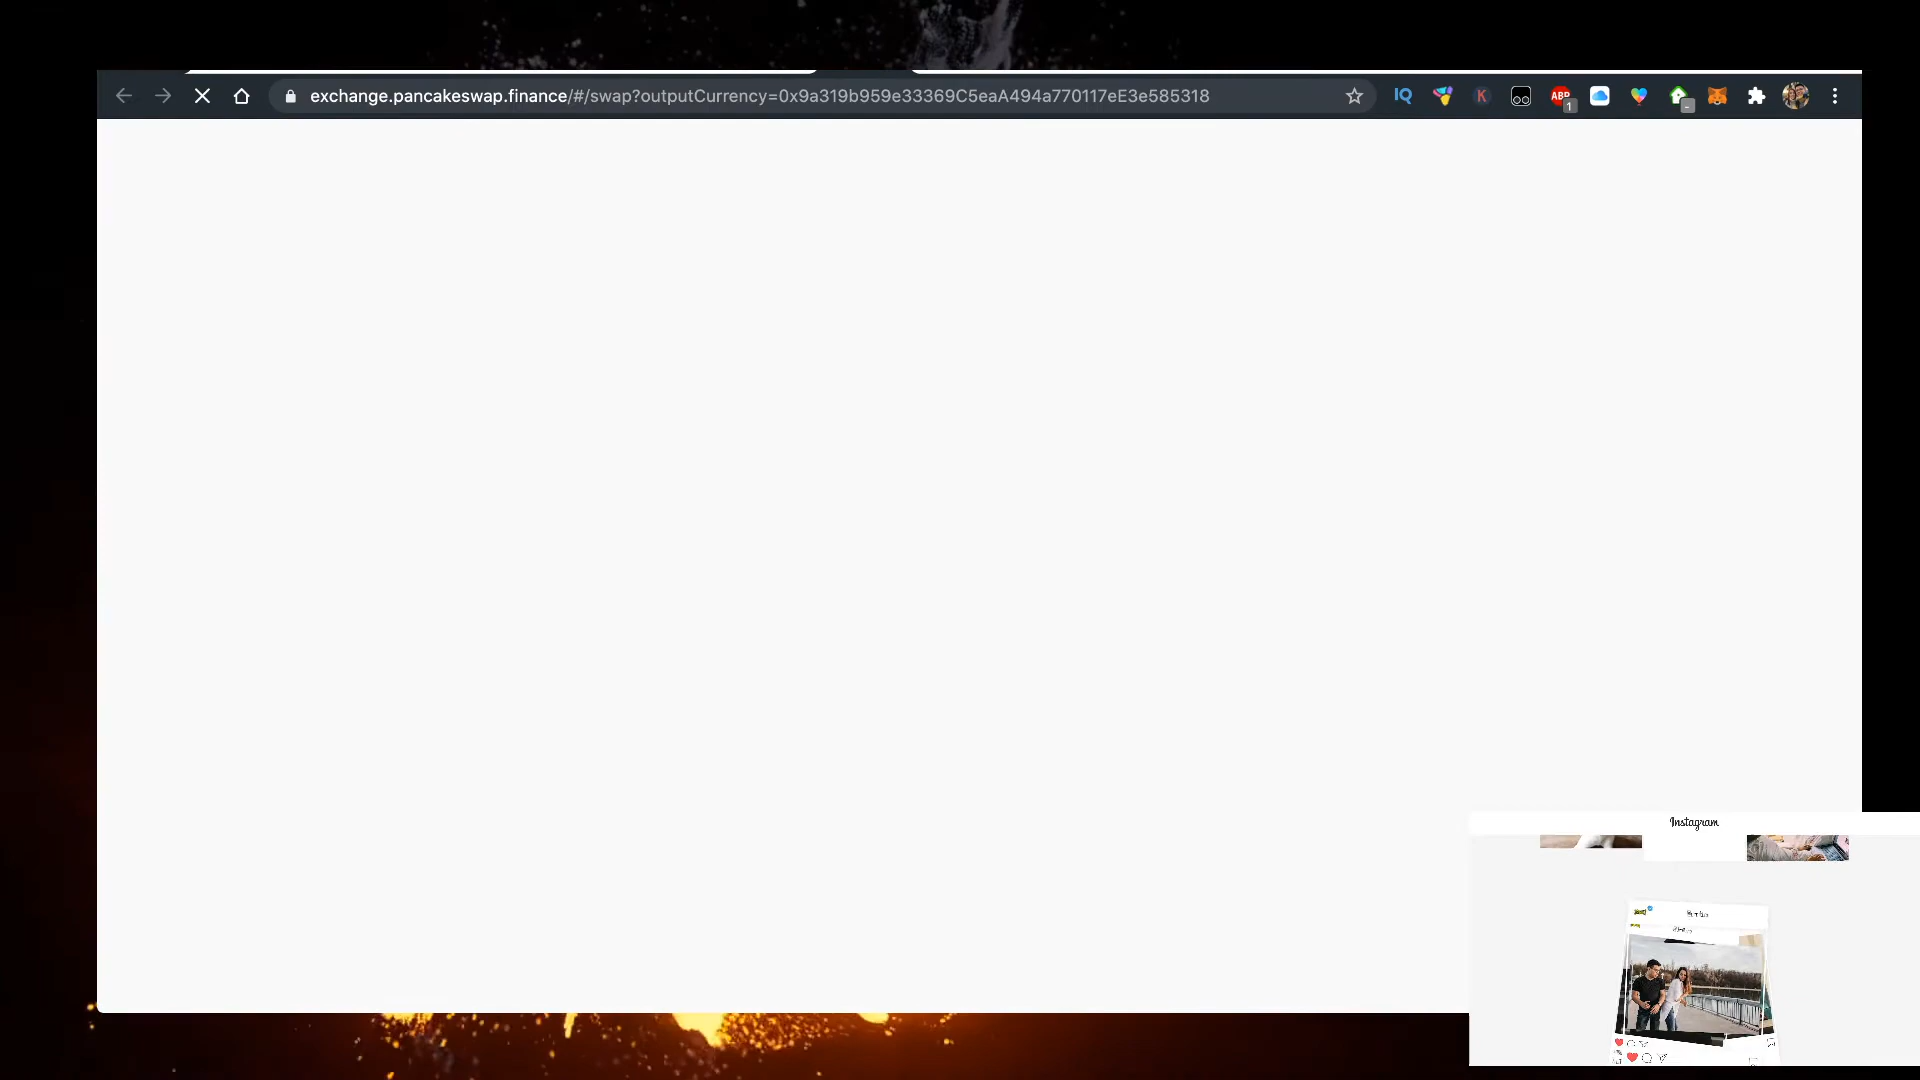 exchange.pancakeswap.finance/#/swap?outputCurrency=0x9a319b959e33369C5eaA494a770117eE3e585318
IQ
K
ABP
1
Instagram